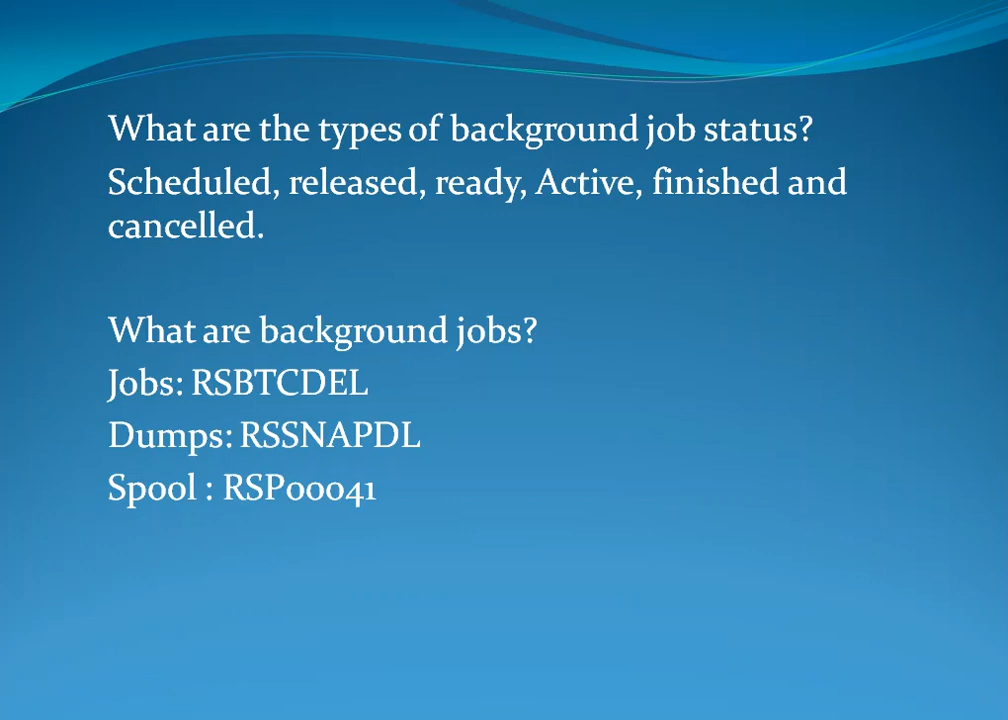 What are the types of background job status?
Scheduled, released, ready, Active, finished and
cancelled.
What are background jobs?
Jobs: RSBTCDEL
Dumps: RSSNAPDL
Spool : RSP00041